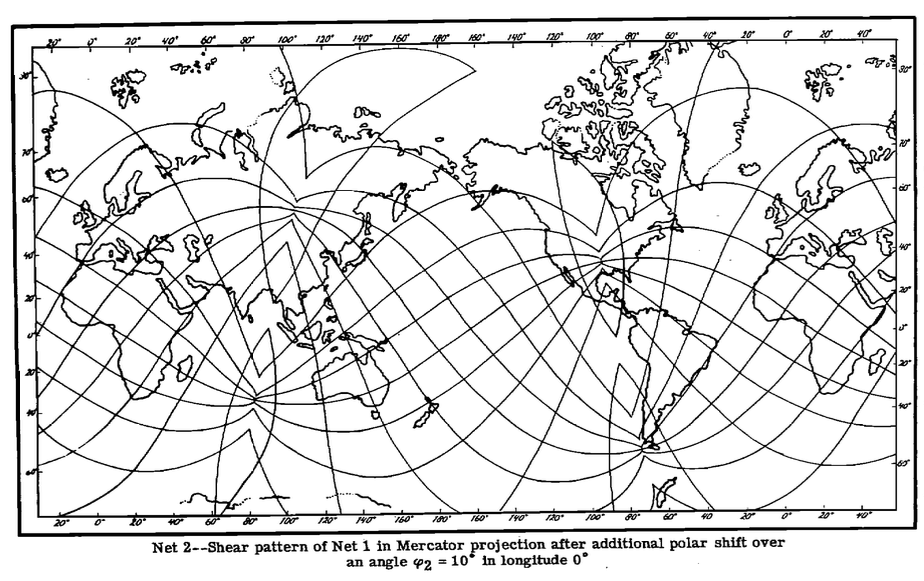 20° 0° 20° 40° 60° 80° 100° 120° 140° 160° 180° 160° 140° 120° 100° 80° 60° 40° 20° 0° 20° 40°
80° 80°
70° 70°
60° 60°
40° 40°
20° 20°
0° 0°
20° 20°
40° 40°
60° 60°
20° 0° 20° 40° 60° 80° 100° 120° 140° 160° 180° 160° 140° 120° 100° 80° 60° 40 20° 0° 20° 40°
Net 2--Shear pattern of Net 1 in Mercator projection after additional polar shift over
an angle φ₂ = 10° in longitude 0°